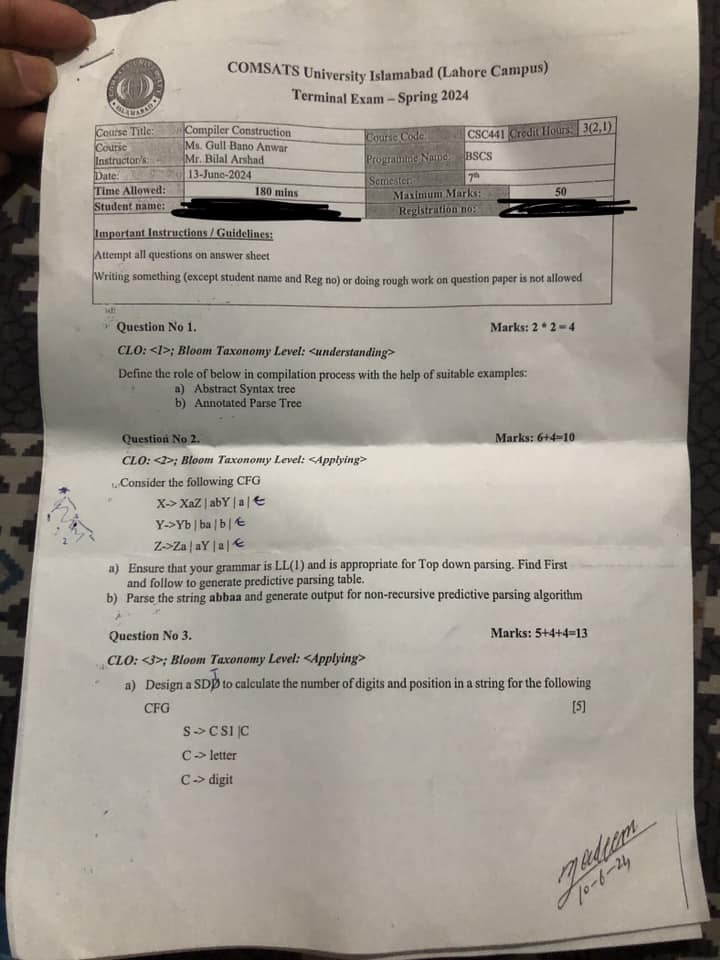 COMSATS University Islamabad (Lahore Campus)
Terminal Exam – Spring 2024
ISLAMABAD
Course Title: Compiler Construction Course Code: CSC441 Credit Hours: 3(2,1)
Course Instructor/s: Ms. Gull Bano Anwar Mr. Bilal Arshad Programme Name: BSCS
Date: 13-June-2024 Semester: 7th
Time Allowed: 180 mins Maximum Marks: 50
Student name: Registration no:
Important Instructions / Guidelines:
Attempt all questions on answer sheet
Writing something (except student name and Reg no) or doing rough work on question paper is not allowed
Question No 1. Marks: 2*2=4
CLO: <1>; Bloom Taxonomy Level: <understanding>
Define the role of below in compilation process with the help of suitable examples:
a) Abstract Syntax tree
b) Annotated Parse Tree
Question No 2. Marks: 6+4=10
CLO: <2>; Bloom Taxonomy Level: <Applying>
Consider the following CFG
X-> XaZ | abY | a | ϵ
Y->Yb | ba | b | ϵ
Z->Za | aY | a | ϵ
a) Ensure that your grammar is LL(1) and is appropriate for Top down parsing. Find First
and follow to generate predictive parsing table.
b) Parse the string abbaa and generate output for non-recursive predictive parsing algorithm
Question No 3. Marks: 5+4+4=13
CLO: <3>; Bloom Taxonomy Level: <Applying>
a) Design a SDT to calculate the number of digits and position in a string for the following
CFG [5]
S -> C S1 |C
C -> letter
C -> digit
10-6-24